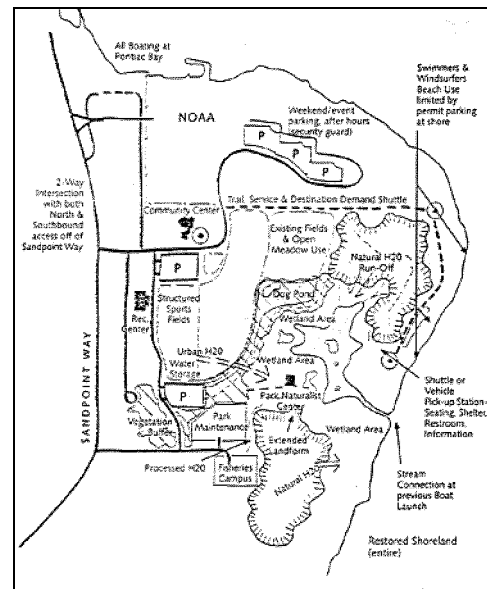 All Boating at
Pontiac Bay
Swimmers &
Windsurfers
Beach Use
limited by
permit parking
at shore
NOAA
Weekend/event
parking, after hours
(security guard)
P
P
P
2-Way
Intersection
with both
North &
Southbound
access off of
Sandpoint Way
Trail, Service & Destination Demand Shuttle
Community Center
Existing Fields
& Open
Meadow Use
Natural H20
Run-Off
P
Dog Pond
Structured
Sports
Fields
Rec.
Center
Wetland Area
Urban H20
Water
Storage
Wetland Area
SANDPOINT WAY
P
Park Naturalist
Center
Shuttle or
Vehicle
Pick-up Station-
Seating, Shelter,
Restroom,
Information
Vegetation
Buffer
Park
Maintenance
Extended
Landform
Wetland Area
Processed H20
Fisheries
Campus
Natural H20
Stream
Connection at
previous Boat
Launch
Restored Shoreland
(entire)